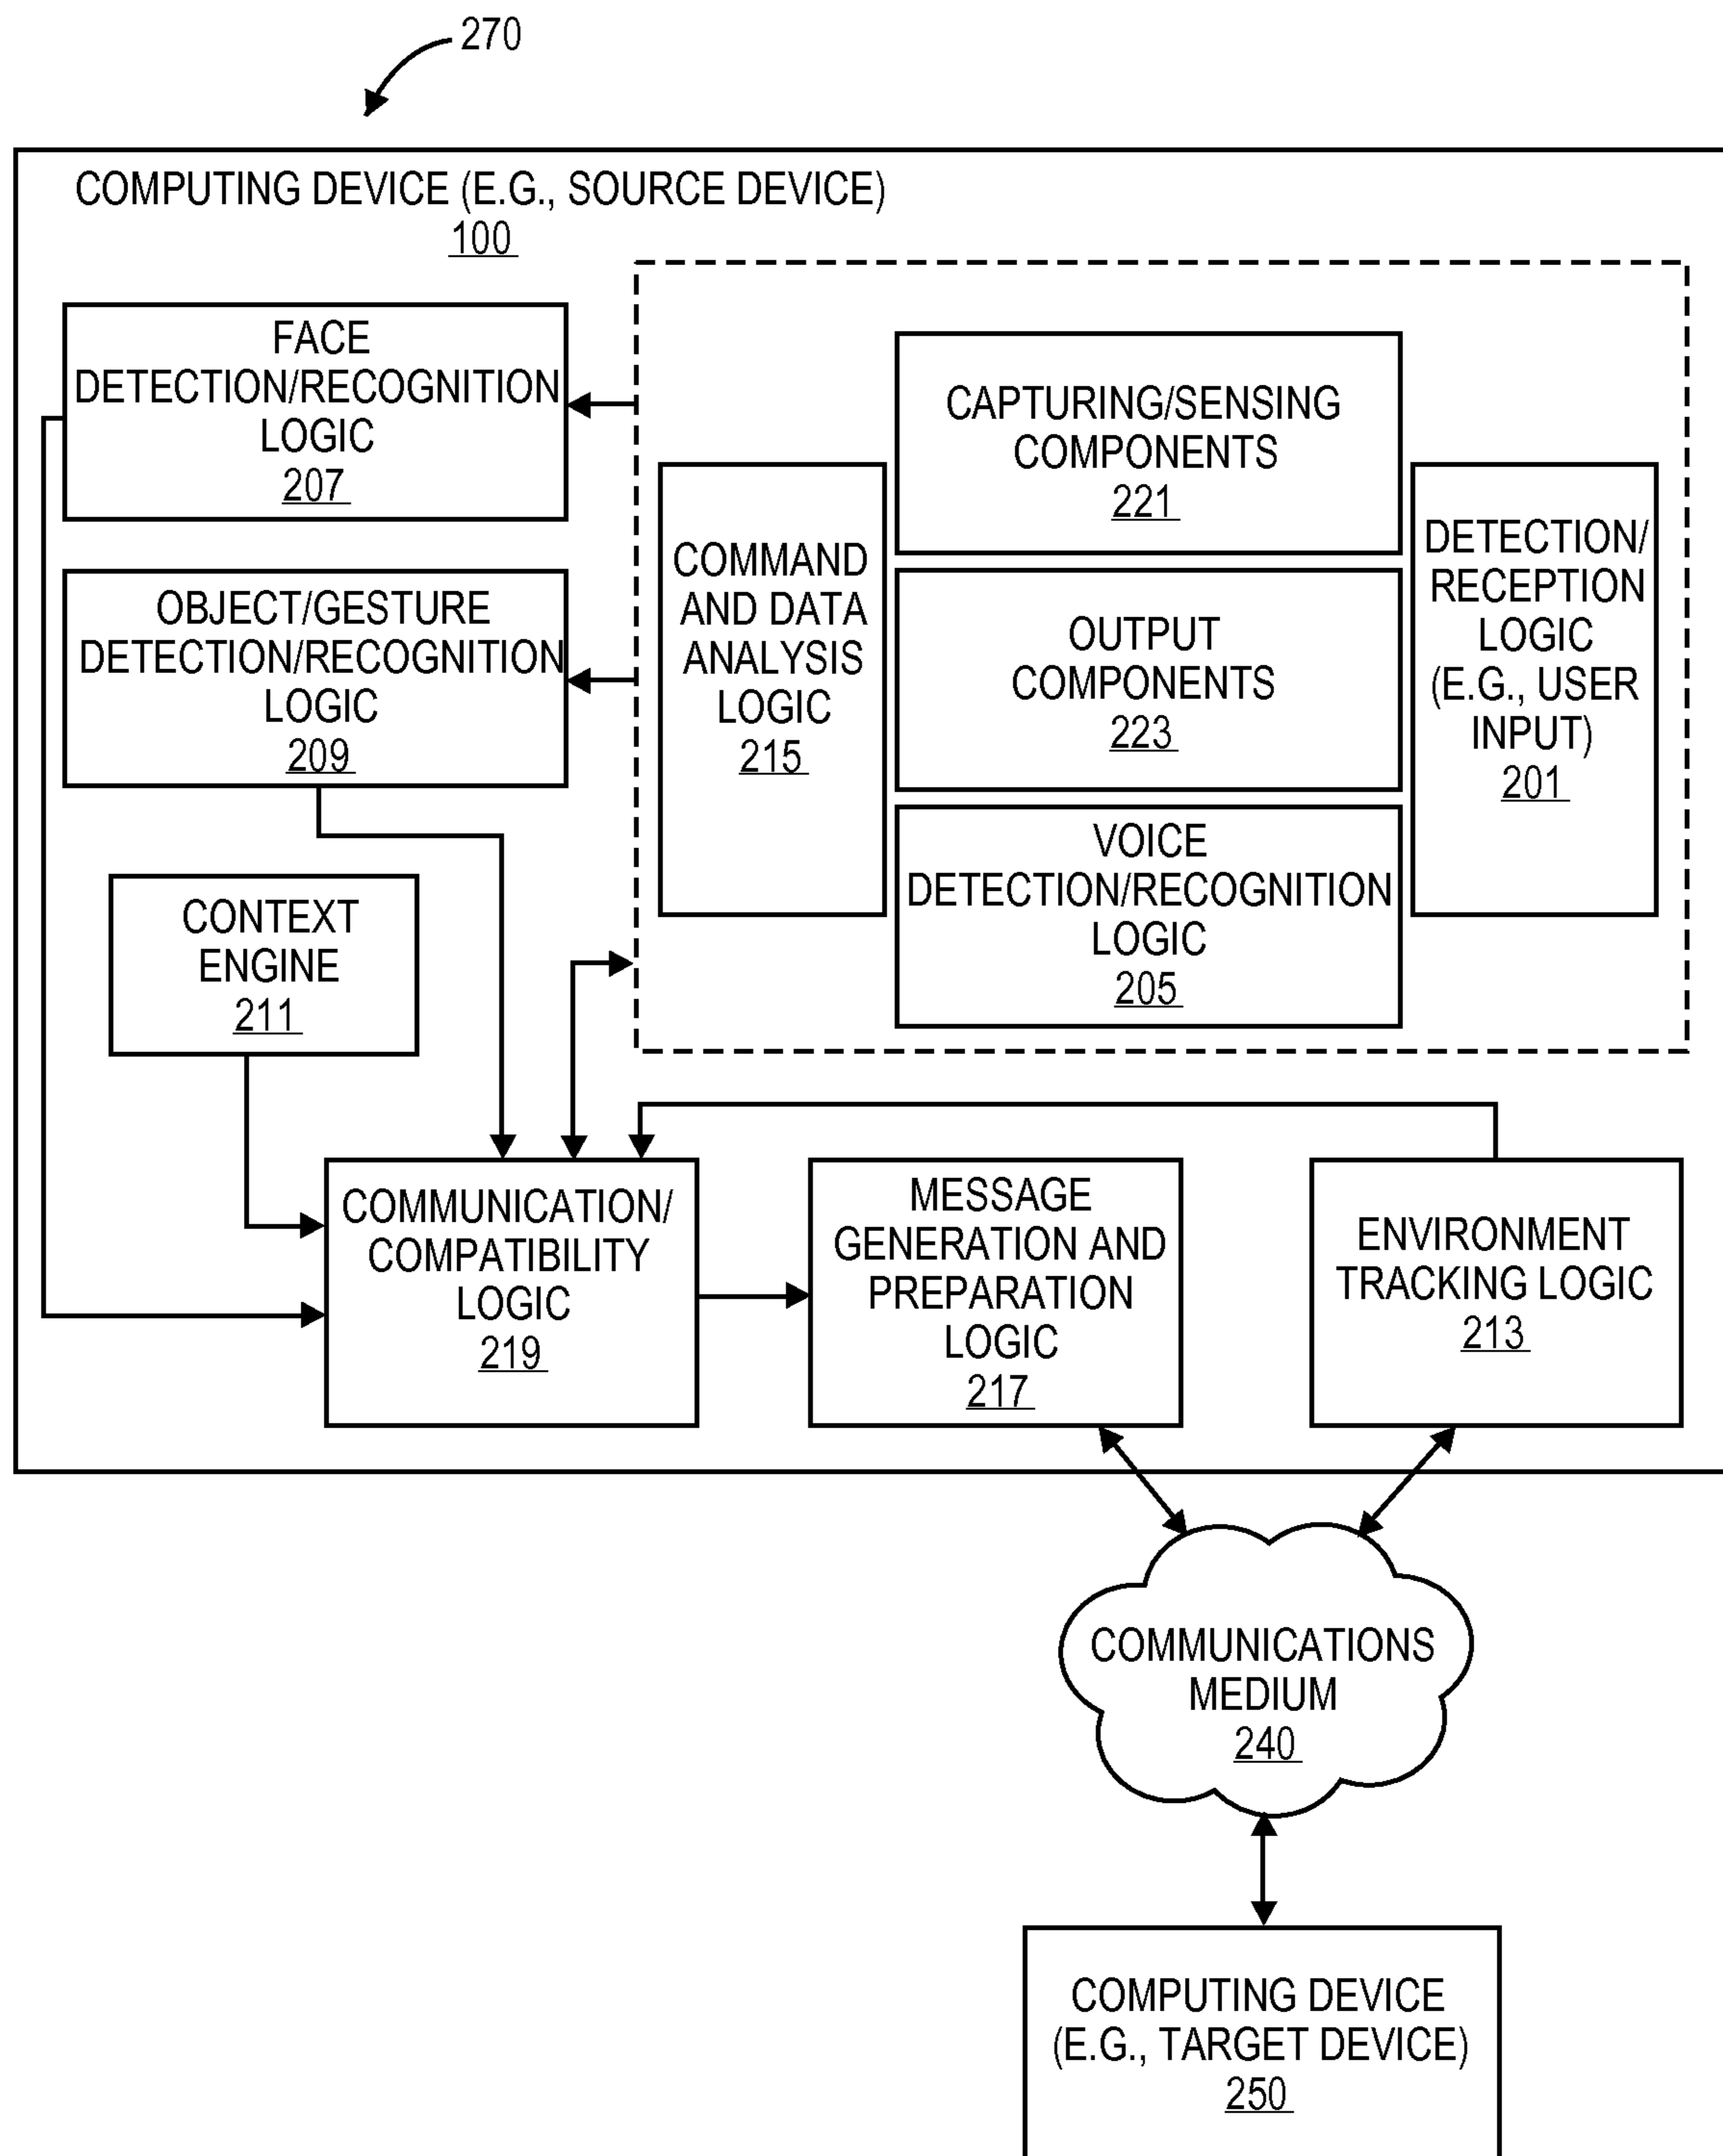 270
COMPUTING DEVICE (E.G., SOURCE DEVICE)
100
FACE
DETECTION/RECOGNITION
LOGIC
207
OBJECT/GESTURE
DETECTION/RECOGNITION
LOGIC
209
CONTEXT
ENGINE
211
COMMAND
AND DATA
ANALYSIS
LOGIC
215
CAPTURING/SENSING
COMPONENTS
221
OUTPUT
COMPONENTS
223
VOICE
DETECTION/RECOGNITION
LOGIC
205
DETECTION/
RECEPTION
LOGIC
(E.G., USER
INPUT)
201
COMMUNICATION/
COMPATIBILITY
LOGIC
219
MESSAGE
GENERATION AND
PREPARATION
LOGIC
217
ENVIRONMENT
TRACKING LOGIC
213
COMMUNICATIONS
MEDIUM
240
COMPUTING DEVICE
(E.G., TARGET DEVICE)
250